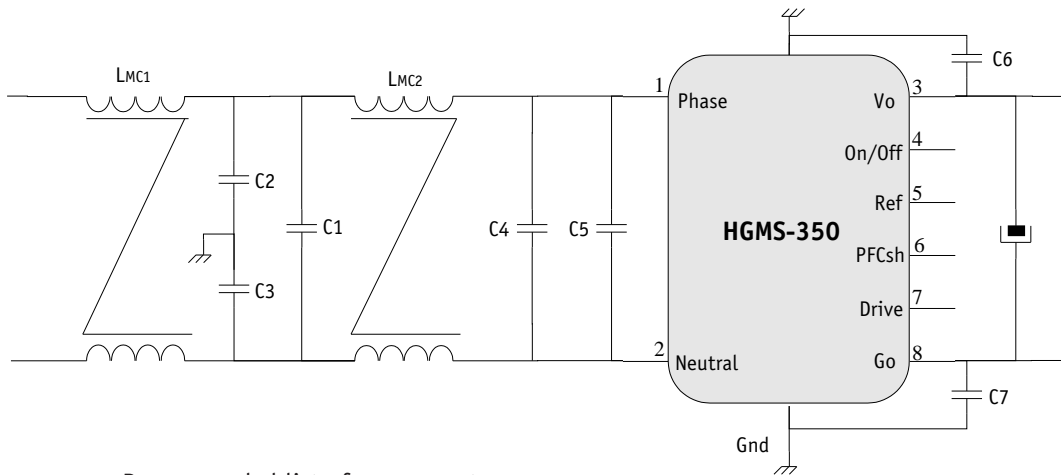 LMC1
LMC2
C6
1
3
Phase
Vo
4
On/Off
C2
5
Ref
C4
C5
C1
HGMS-350
6
PFCsh
C3
7
Drive
2
8
Neutral
Go
C7
Gnd